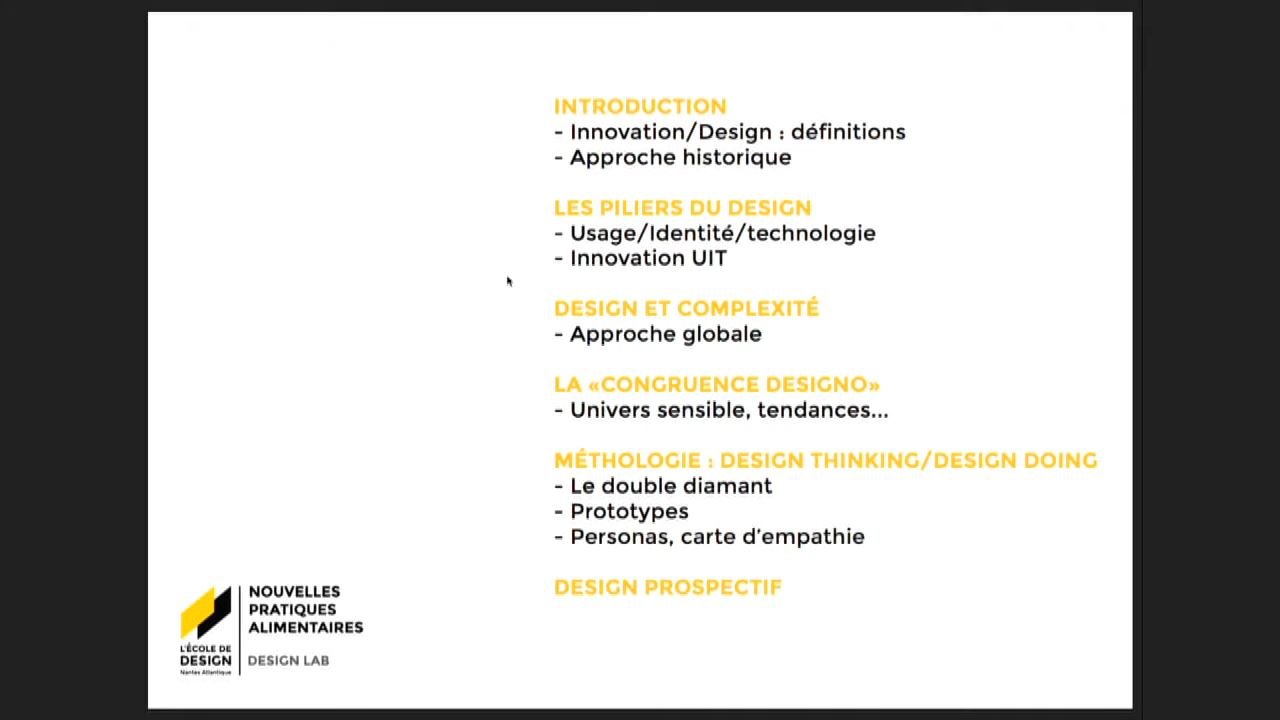 INTRODUCTION
- Innovation/Design : définitions
- Approche historique
LES PILIERS DU DESIGN
- Usage/Identité/technologie
- Innovation UIT
DESIGN ET COMPLEXITÉ
- Approche globale
LA «CONGRUENCE DESIGNO»
- Univers sensible, tendances...
MÉTHOLOGIE : DESIGN THINKING/DESIGN DOING
- Le double diamant
- Prototypes
- Personas, carte d'empathie
DESIGN PROSPECTIF
L'ÉCOLE DE
DESIGN
Nantes Atlantique
NOUVELLES
PRATIQUES
ALIMENTAIRES
DESIGN LAB